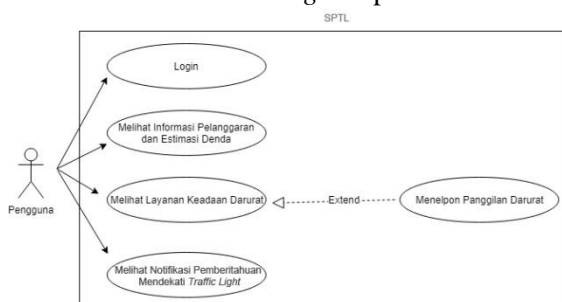 SPTL
Login
Melihat Informasi Pelanggaran
dan Estimasi Denda
Pengguna
Melihat Layanan Keadaan Darurat
Extend
Menelpon Panggilan Darurat
Melihat Notifikasi Pemberitahuan
Mendekati Traffic Light